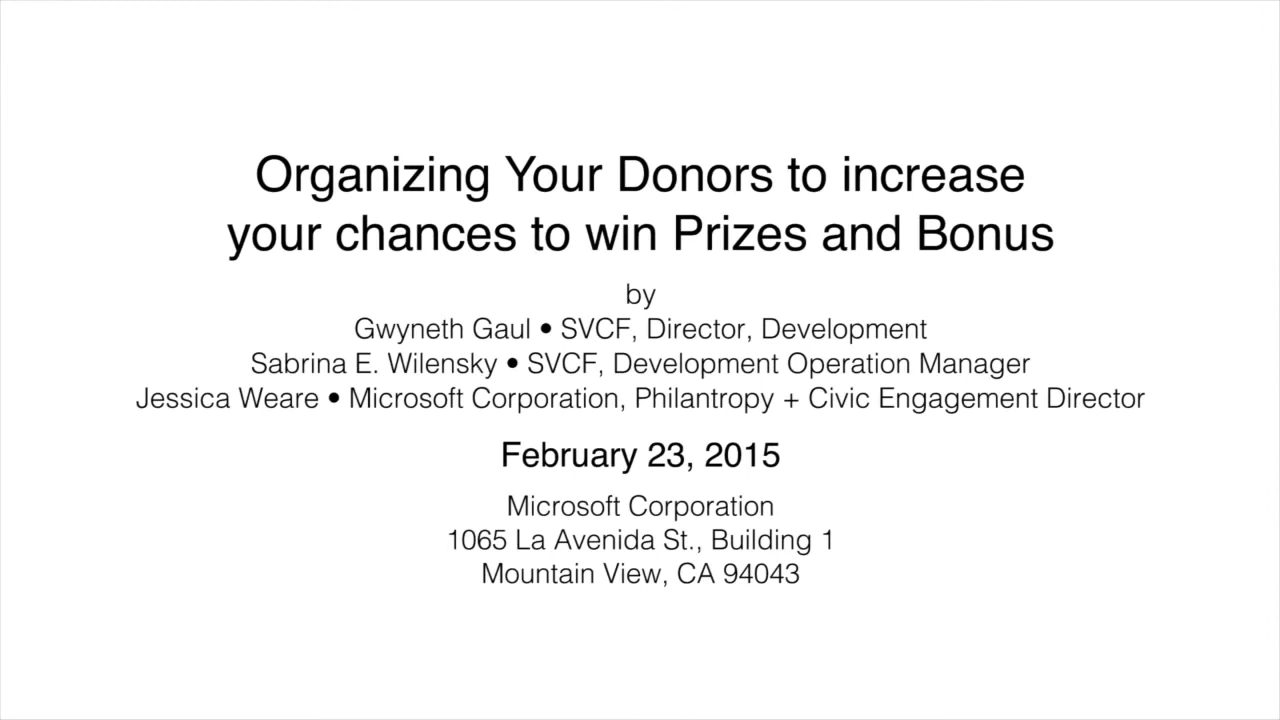 Organizing Your Donors to increase
your chances to win Prizes and Bonus
by
Gwyneth Gaul • SVCF, Director, Development
Sabrina E. Wilensky • SVCF, Development Operation Manager
Jessica Weare • Microsoft Corporation, Philantropy + Civic Engagement Director
February 23, 2015
Microsoft Corporation
1065 La Avenida St., Building 1
Mountain View, CA 94043